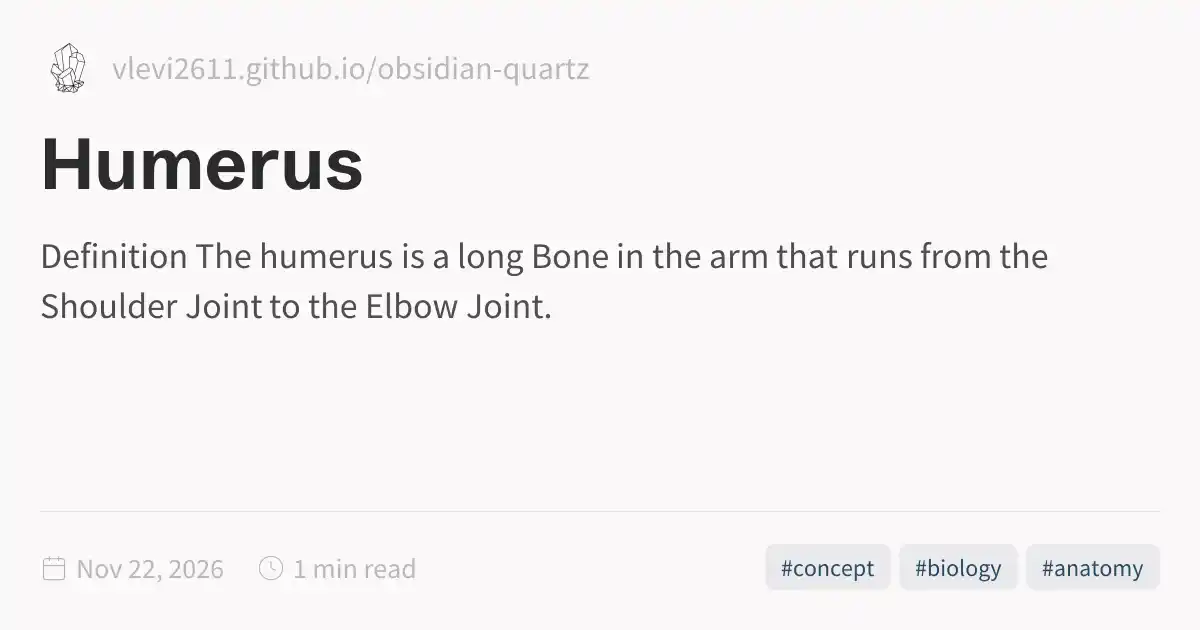 vlevi2611.github.io/obsidian-quartz
Humerus
Definition The humerus is a long Bone in the arm that runs from the
Shoulder Joint to the Elbow Joint.
Nov 22, 2026 1 min read #concept #biology #anatomy